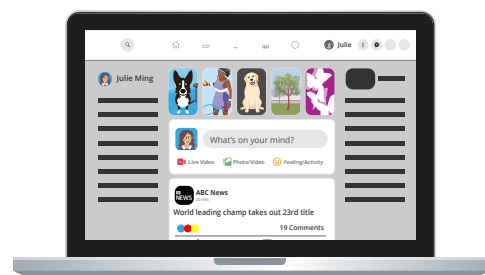 Julie
Julie Ming
What's on your mind?
Live Video
Photo/Video
Feeling/Activity
NEWS
ABC News
20 min
World leading champ takes out 23rd title
19 Comments